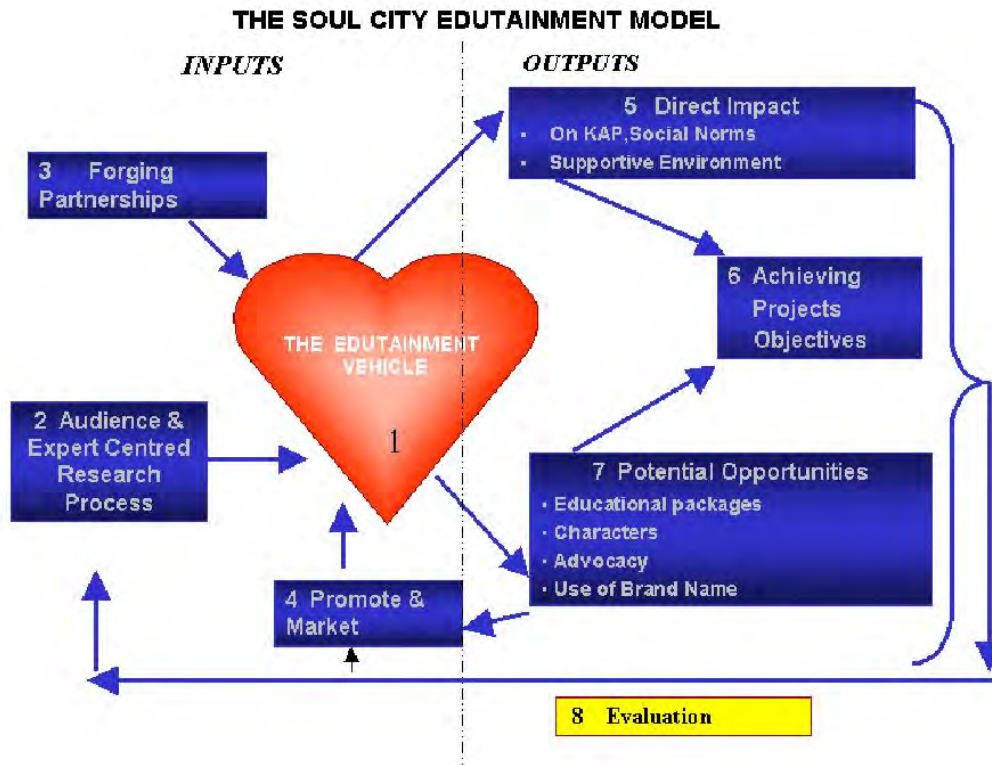 THE SOUL CITY EDUTAINMENT MODEL
INPUTS
OUTPUTS
5 Direct Impact
• On KAP,Social Norms
• Supportive Environment
3 Forging
Partnerships
6 Achieving
Projects
Objectives
THE EDUTAINMENT
VEHICLE
1
2 Audience &
Expert Centred
Research
Process
7 Potential Opportunities
• Educational packages
• Characters
• Advocacy
• Use of Brand Name
4 Promote &
Market
8 Evaluation